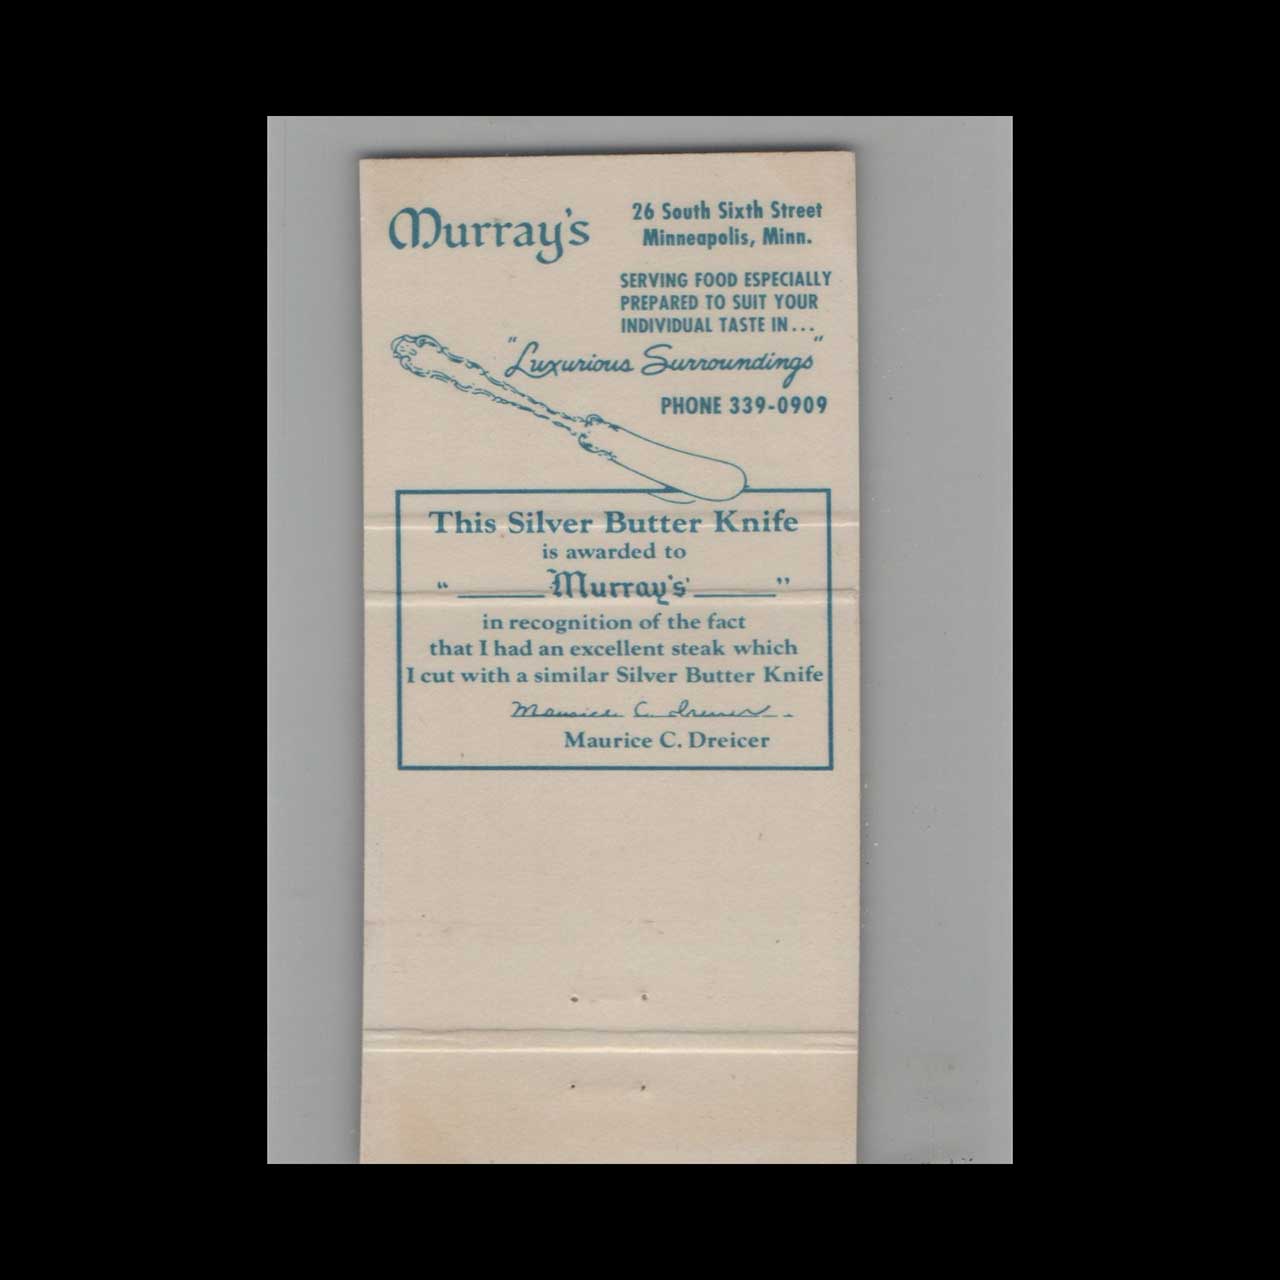 Murray's
26 South Sixth Street
Minneapolis, Minn.
SERVING FOOD ESPECIALLY
PREPARED TO SUIT YOUR
INDIVIDUAL TASTE IN...
"Luxurious Surroundings"
PHONE 339-0909
This Silver Butter Knife
is awarded to
" Murray's "
in recognition of the fact
that I had an excellent steak which
I cut with a similar Silver Butter Knife
Maurice C. Dreicer
Maurice C. Dreicer